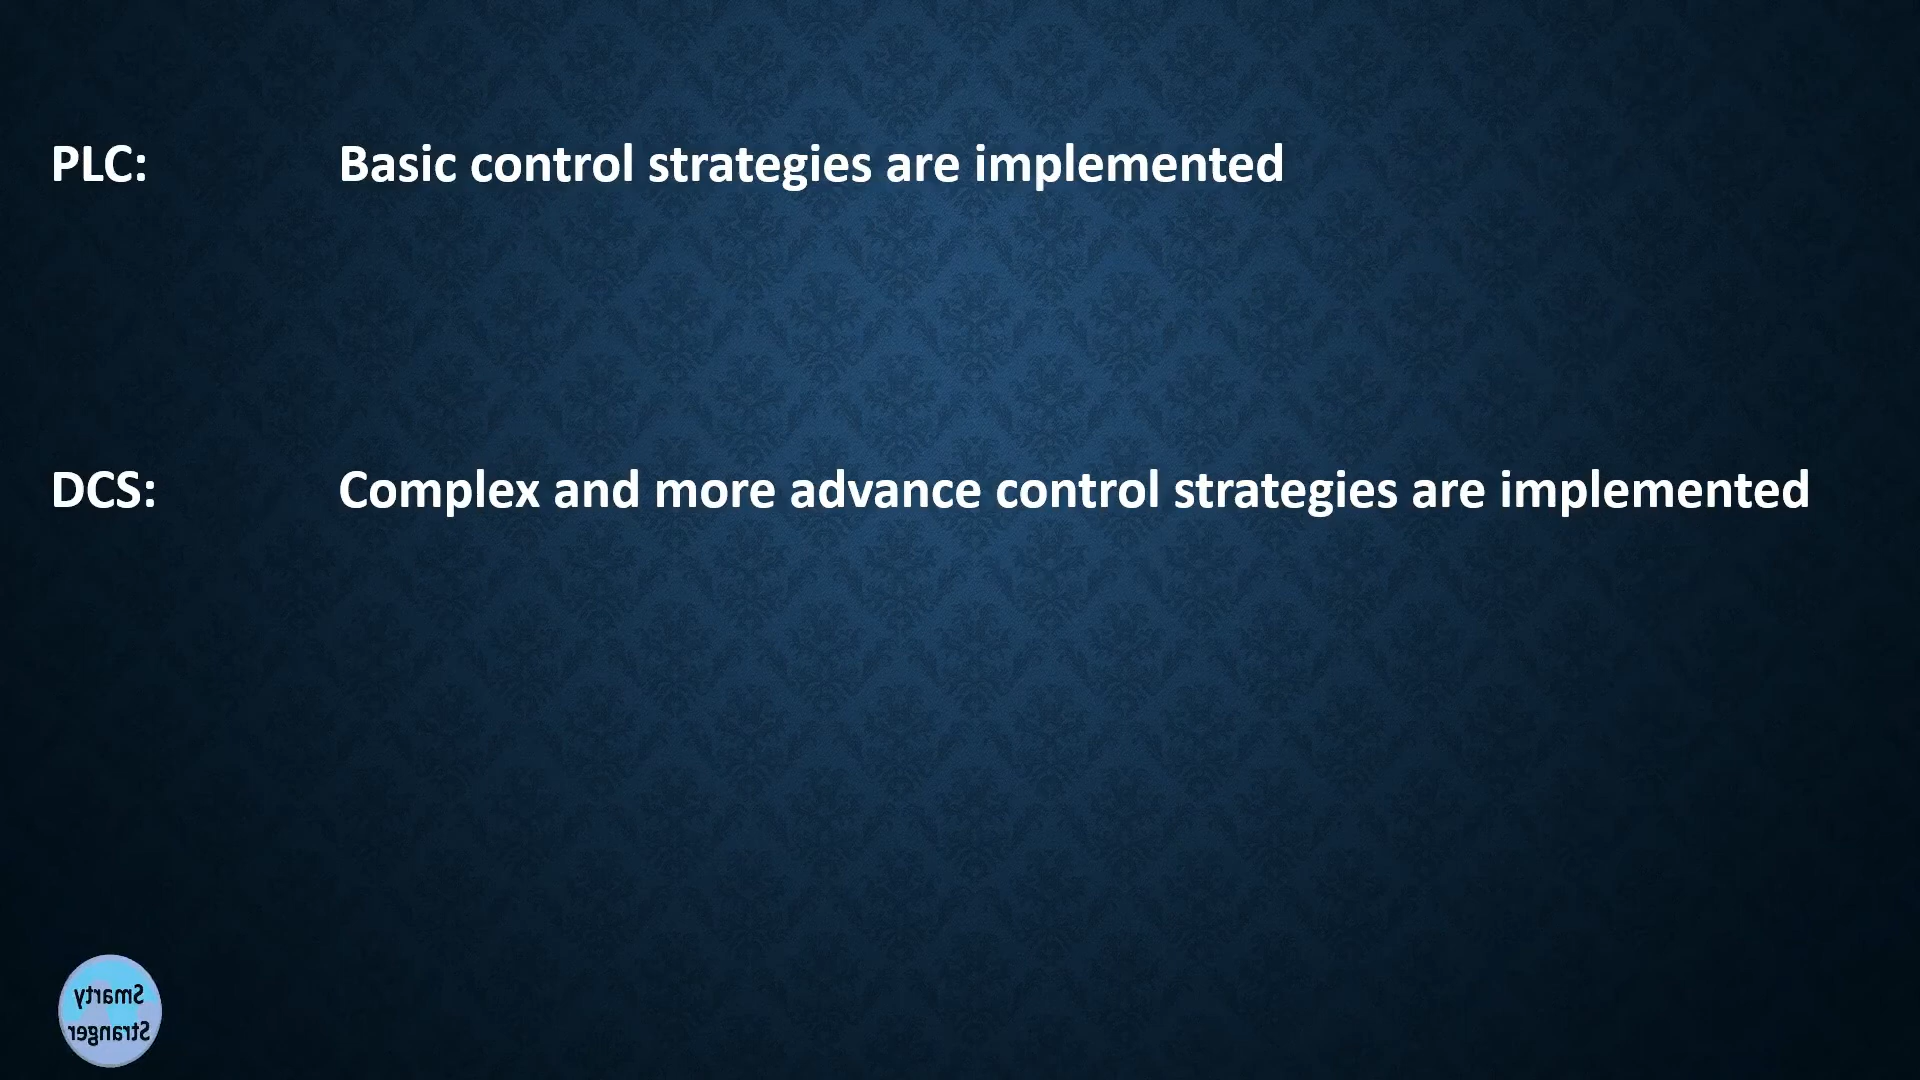 PLC: Basic control strategies are implemented
DCS: Complex and more advance control strategies are implemented
Smarty
Stranger